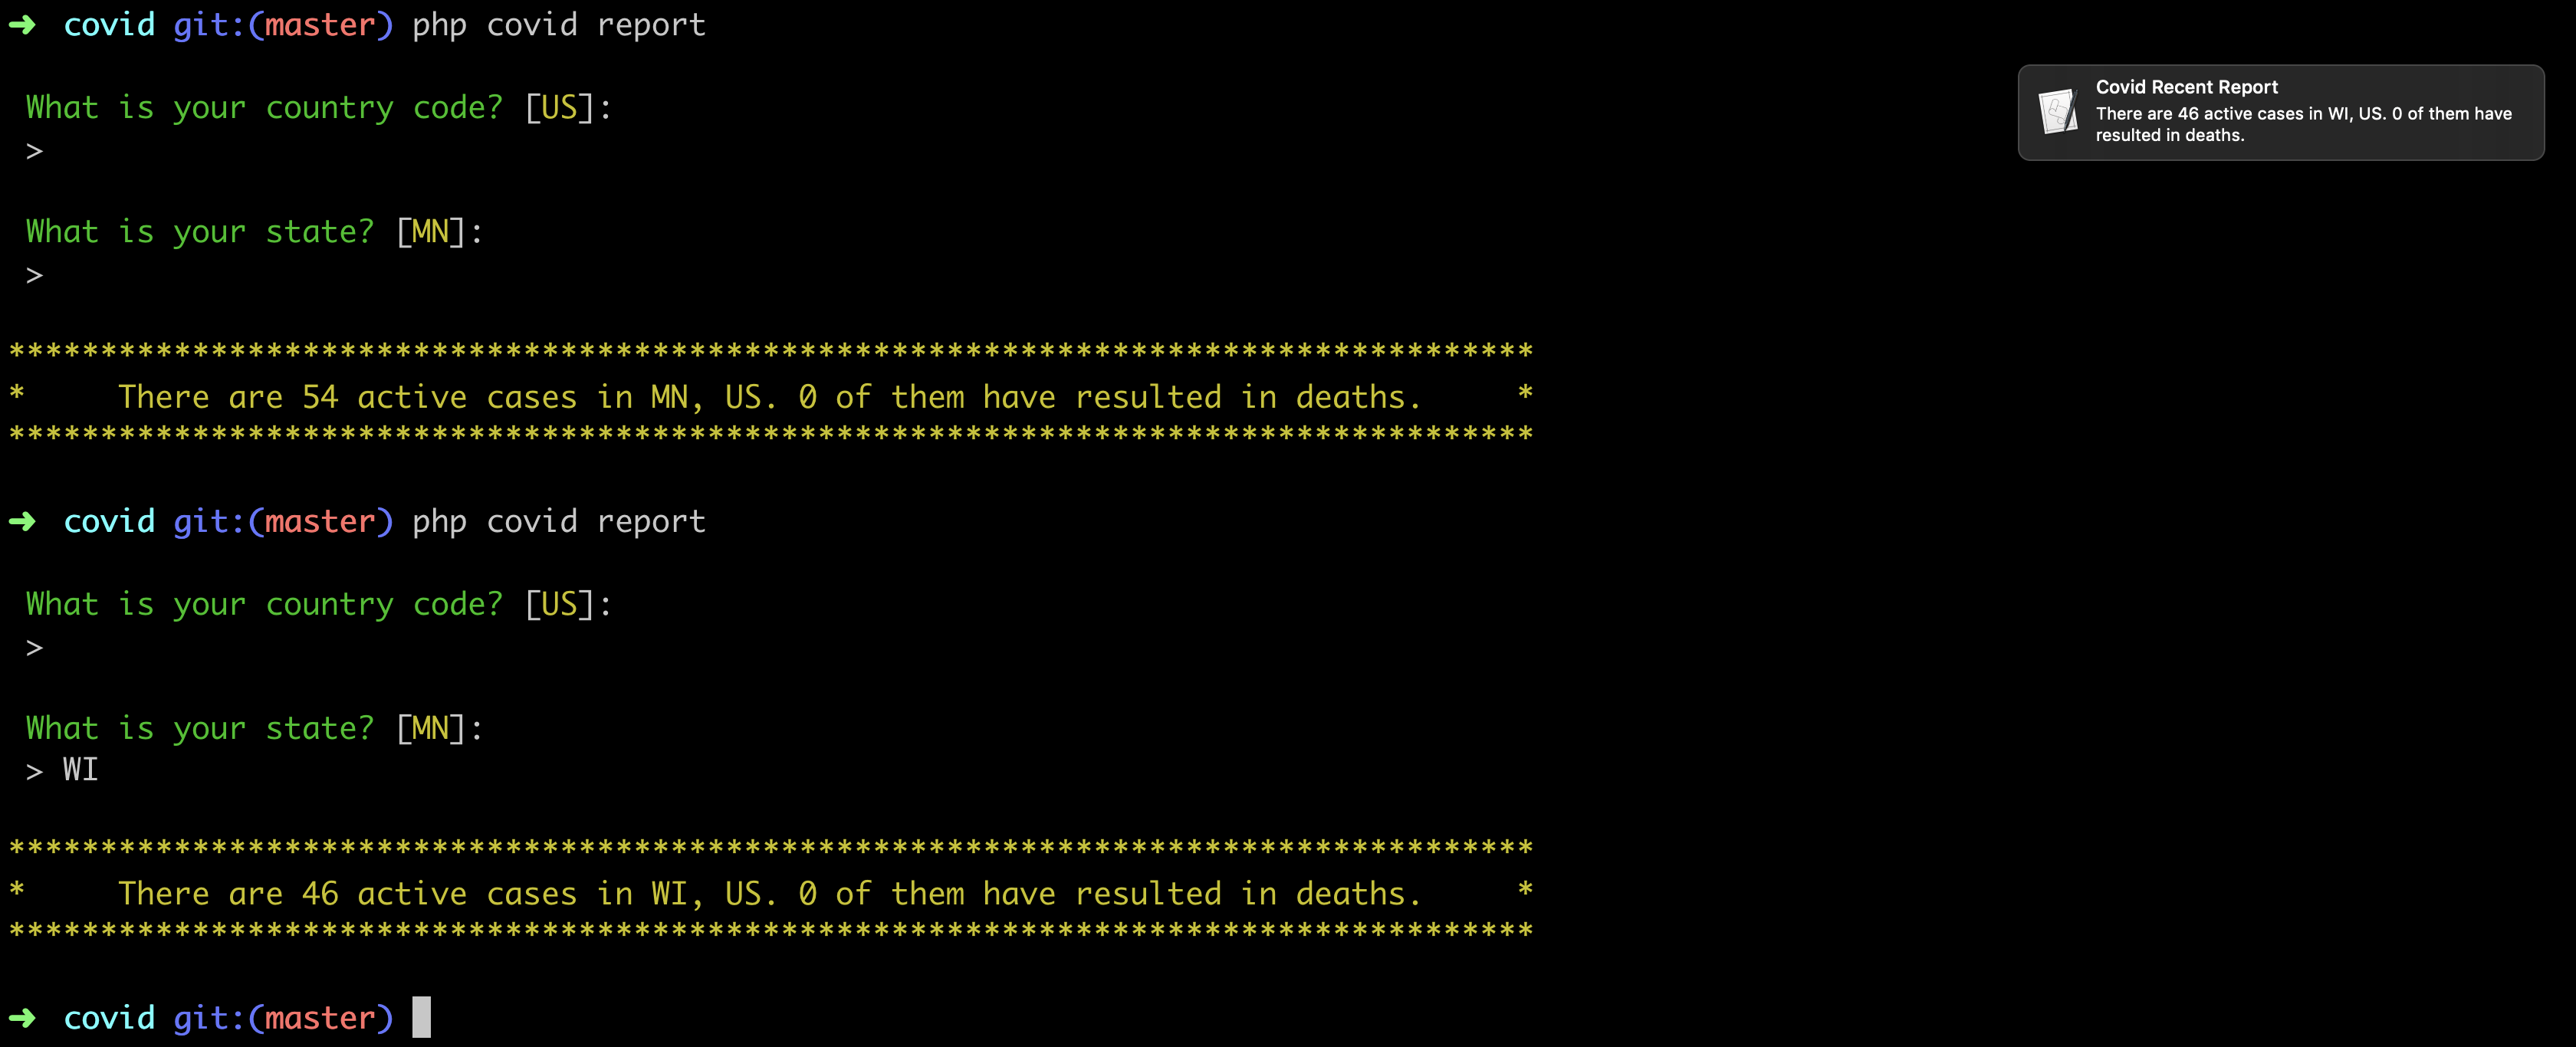 ➜ covid git:(master) php covid report
What is your country code? [US]:
>
What is your state? [MN]:
>
***********************************************************************************
* There are 54 active cases in MN, US. 0 of them have resulted in deaths. *
***********************************************************************************
➜ covid git:(master) php covid report
What is your country code? [US]:
>
What is your state? [MN]:
> WI
***********************************************************************************
* There are 46 active cases in WI, US. 0 of them have resulted in deaths. *
***********************************************************************************
➜ covid git:(master)
Covid Recent Report
There are 46 active cases in WI, US. 0 of them have
resulted in deaths.